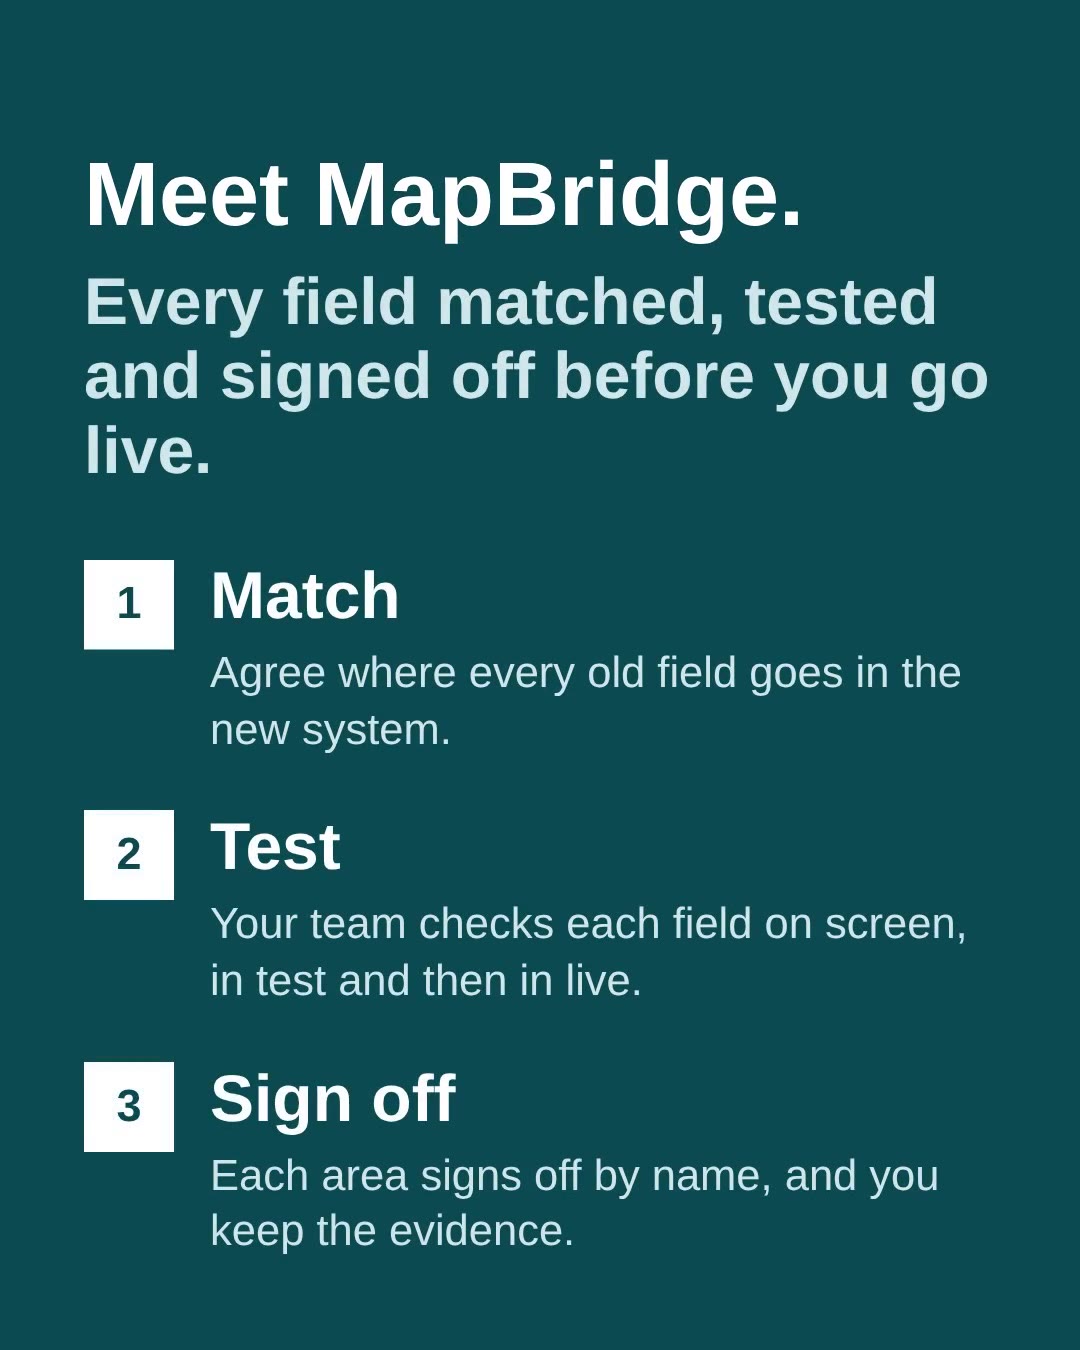 Meet MapBridge.
Every field matched, tested
and signed off before you go
live.
1
Match
Agree where every old field goes in the
new system.
2
Test
Your team checks each field on screen,
in test and then in live.
3
Sign off
Each area signs off by name, and you
keep the evidence.